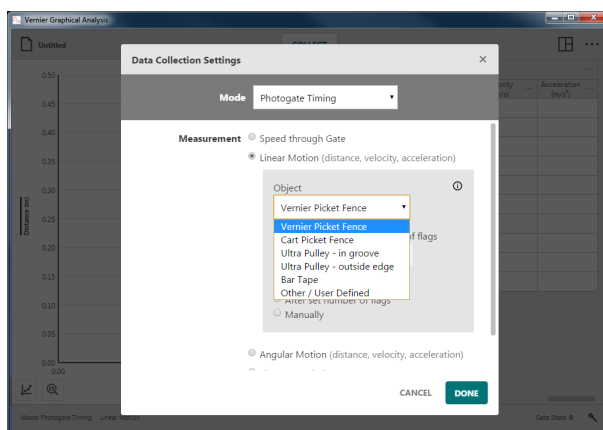 Vernier Graphical Analysis
Untitled
COLLECT
Data Collection Settings
×
Mode Photogate Timing
Measurement Speed through Gate
Linear Motion (distance, velocity, acceleration)
Object
Vernier Picket Fence
Vernier Picket Fence
Cart Picket Fence
Ultra Pulley - in groove
Ultra Pulley - outside edge
Bar Tape
Other / User Defined
of flags
After set number of flags
Manually
Angular Motion (distance, velocity, acceleration)
CANCEL DONE
Distance (m)
0.50
0.45
0.40
0.35
0.30
0.25
0.20
0.15
0.10
0.05
0.00
0.00
Acceleration
(m/s²)
Mode: Photogate Timing Linear Motion
Gate State: 0